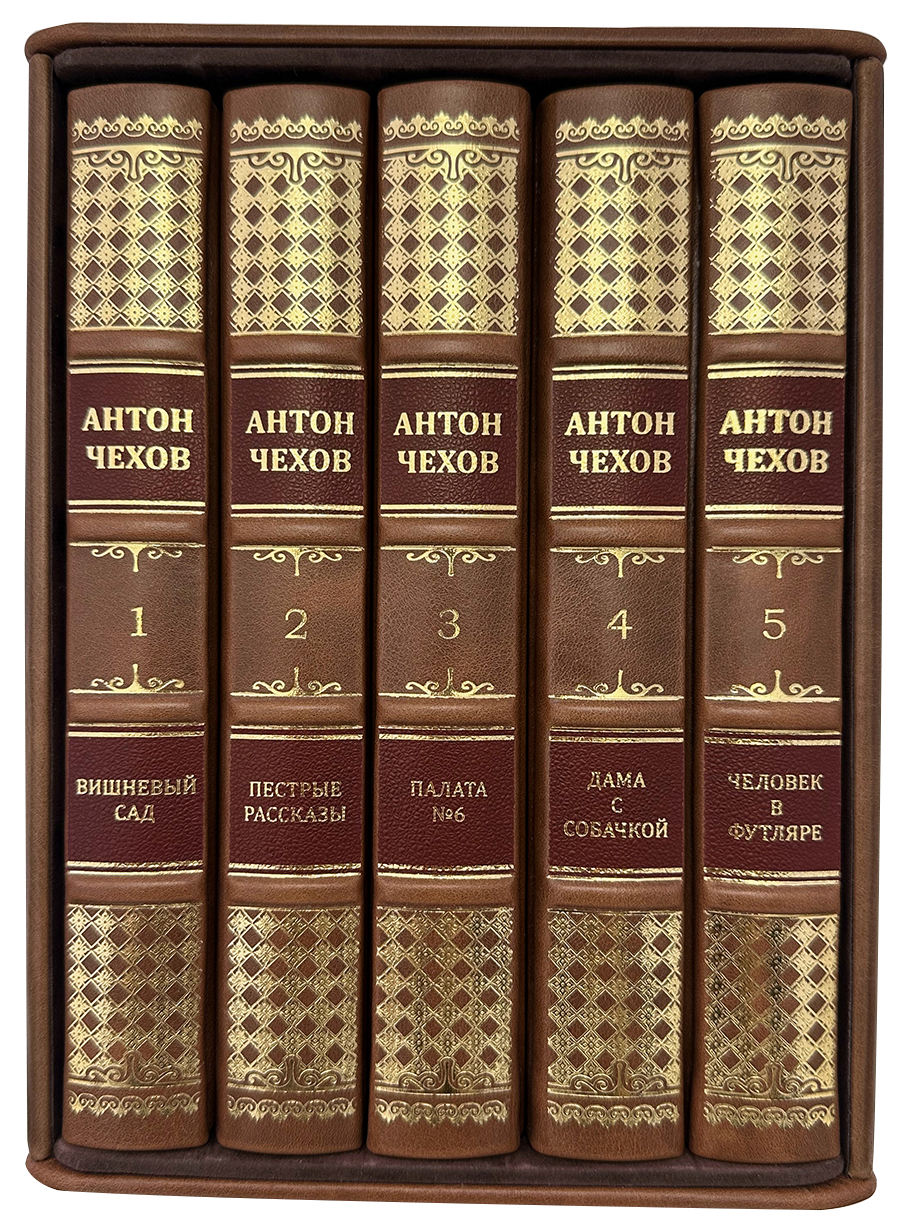 АНТОН
ЧЕХОВ
1
ВИШНЕВЫЙ
САД
АНТОН
ЧЕХОВ
2
ПЕСТРЫЕ
РАССКАЗЫ
АНТОН
ЧЕХОВ
3
ПАЛАТА
№6
АНТОН
ЧЕХОВ
4
ДАМА
С
СОБАЧКОЙ
АНТОН
ЧЕХОВ
5
ЧЕЛОВЕК
В
ФУТЛЯРЕ